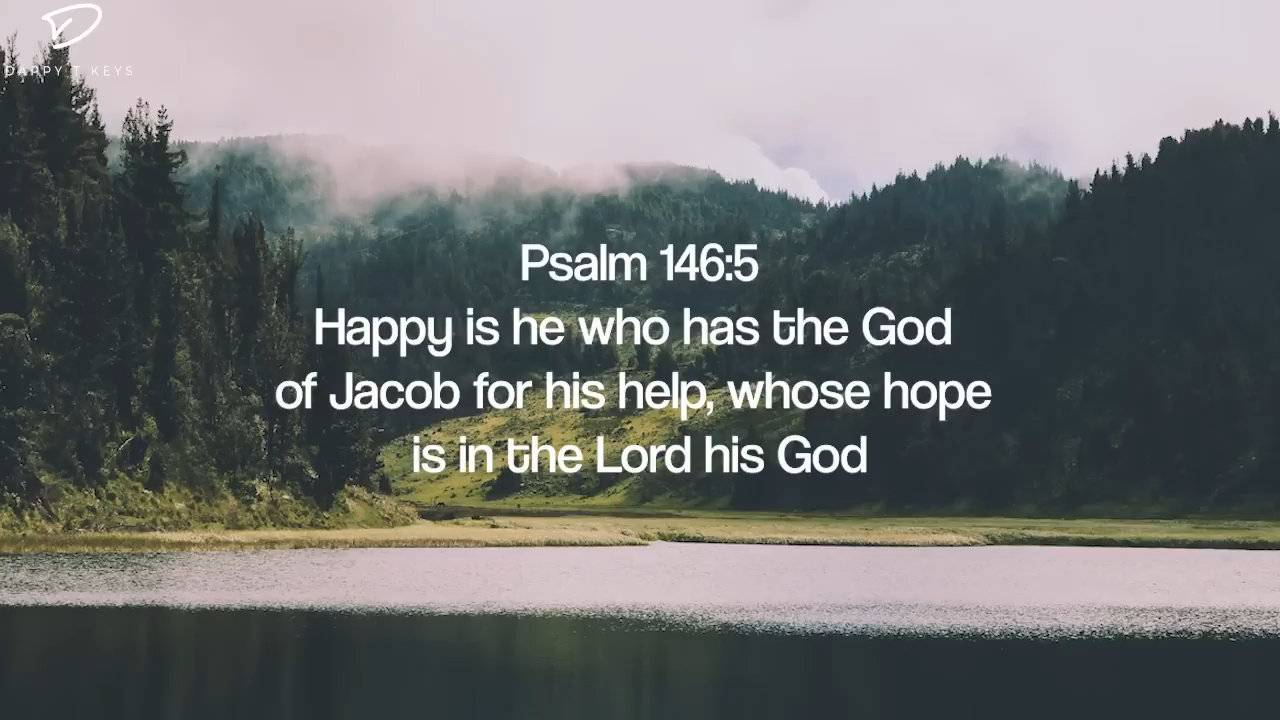 D
DAPPY T KEYS
Psalm 146:5
Happy is he who has the God
of Jacob for his help, whose hope
is in the Lord his God